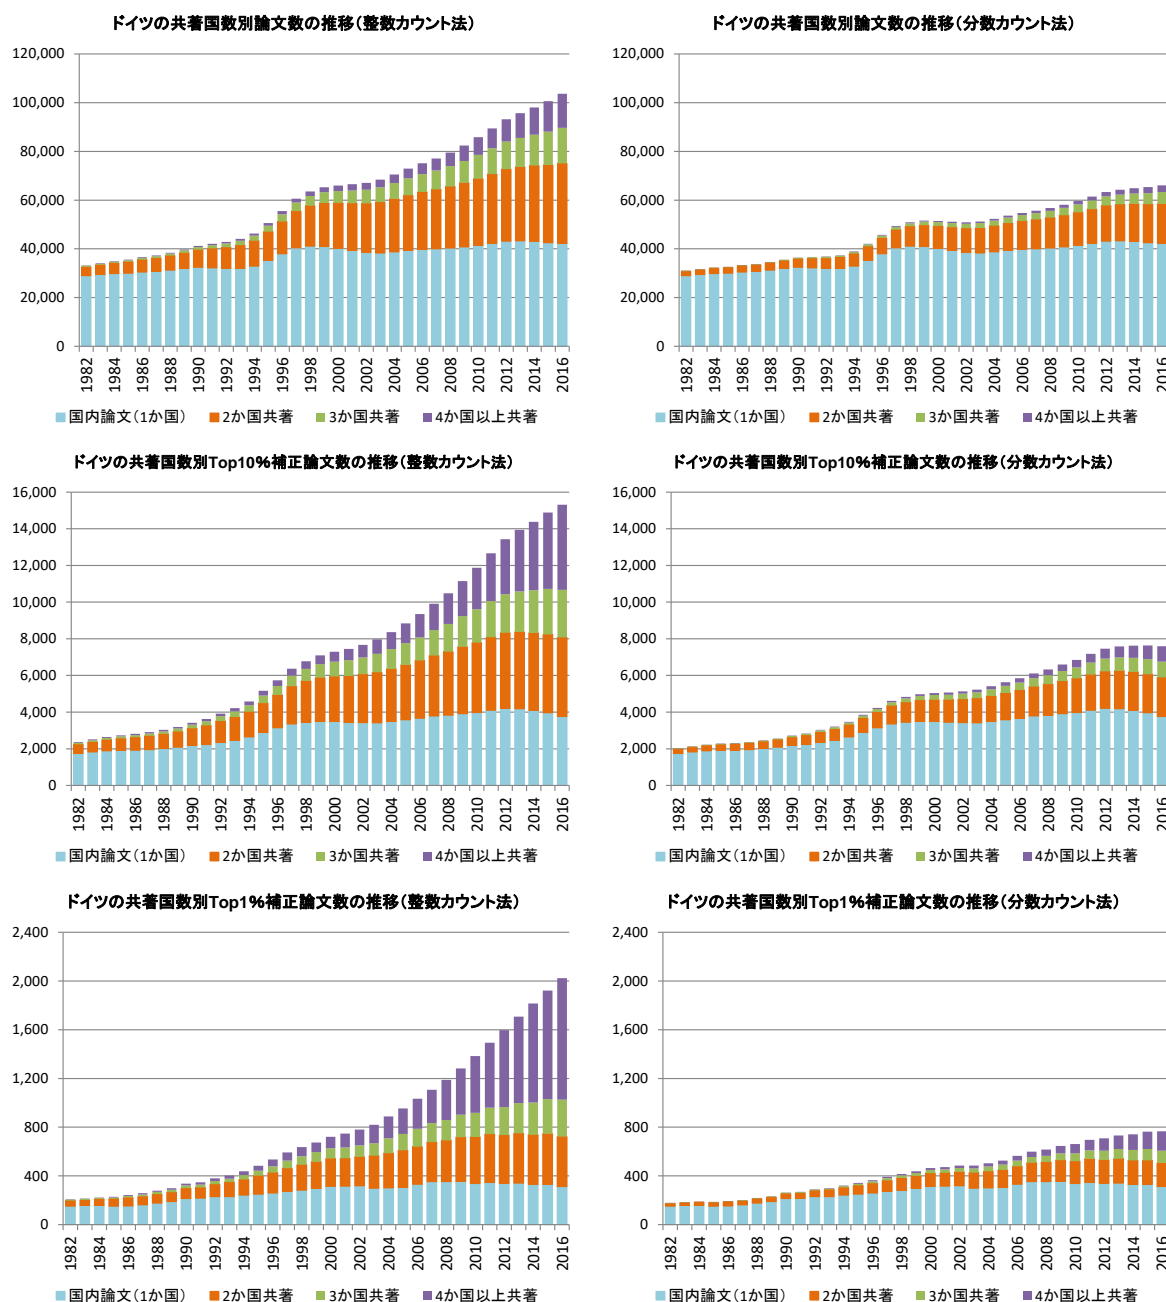 ドイツの共著国数別論文数の推移(整数カウント法)
120,000
100,000
80,000
60,000
40,000
20,000
0
1982 1984 1986 1988 1990 1992 1994 1996 1998 2000 2002 2004 2006 2008 2010 2012 2014 2016
国内論文(1か国) 2か国共著 3か国共著 4か国以上共著
ドイツの共著国数別論文数の推移(分数カウント法)
120,000
100,000
80,000
60,000
40,000
20,000
0
1982 1984 1986 1988 1990 1992 1994 1996 1998 2000 2002 2004 2006 2008 2010 2012 2014 2016
国内論文(1か国) 2か国共著 3か国共著 4か国以上共著
ドイツの共著国数別Top10%補正論文数の推移(整数カウント法)
16,000
14,000
12,000
10,000
8,000
6,000
4,000
2,000
0
1982 1984 1986 1988 1990 1992 1994 1996 1998 2000 2002 2004 2006 2008 2010 2012 2014 2016
国内論文(1か国) 2か国共著 3か国共著 4か国以上共著
ドイツの共著国数別Top10%補正論文数の推移(分数カウント法)
16,000
14,000
12,000
10,000
8,000
6,000
4,000
2,000
0
1982 1984 1986 1988 1990 1992 1994 1996 1998 2000 2002 2004 2006 2008 2010 2012 2014 2016
国内論文(1か国) 2か国共著 3か国共著 4か国以上共著
ドイツの共著国数別Top1%補正論文数の推移(整数カウント法)
2,400
2,000
1,600
1,200
800
400
0
1982 1984 1986 1988 1990 1992 1994 1996 1998 2000 2002 2004 2006 2008 2010 2012 2014 2016
国内論文(1か国) 2か国共著 3か国共著 4か国以上共著
ドイツの共著国数別Top1%補正論文数の推移(分数カウント法)
2,400
2,000
1,600
1,200
800
400
0
1982 1984 1986 1988 1990 1992 1994 1996 1998 2000 2002 2004 2006 2008 2010 2012 2014 2016
国内論文(1か国) 2か国共著 3か国共著 4か国以上共著